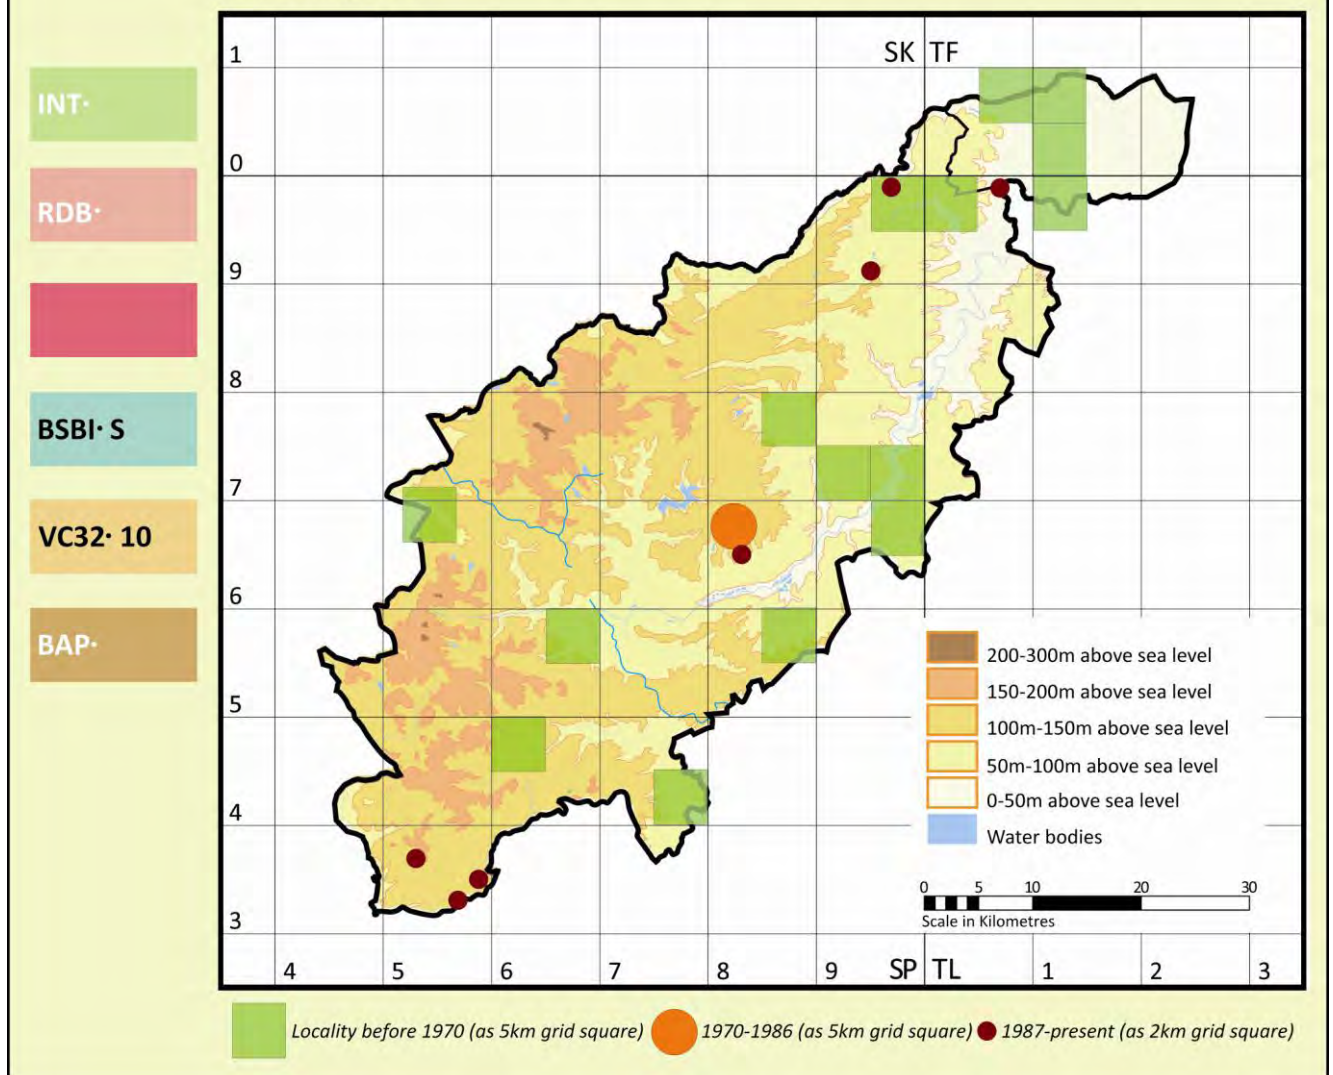 INT·
RDB·
BSBI· S
VC32· 10
BAP·
SK TF
1
0
9
8
7
6
5
4
3
200-300m above sea level
150-200m above sea level
100m-150m above sea level
50m-100m above sea level
0-50m above sea level
Water bodies
0 5 10 20 30
Scale in Kilometres
4 5 6 7 8 9 SP TL 1 2 3
Locality before 1970 (as 5km grid square) 1970-1986 (as 5km grid square) 1987-present (as 2km grid square)